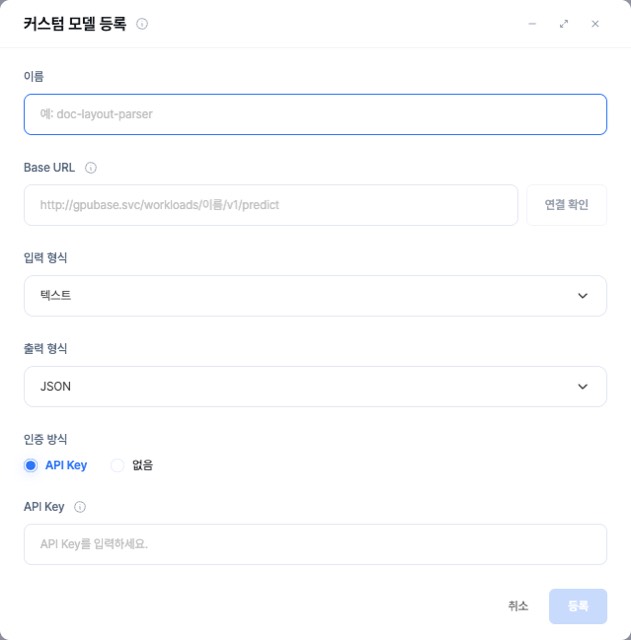 커스텀 모델 등록
이름
예: doc-layout-parser
Base URL
http://gpubase.svc/workloads/이름/v1/predict
연결 확인
입력 형식
텍스트
출력 형식
JSON
인증 방식
API Key
없음
API Key
API Key를 입력하세요.
취소
등록